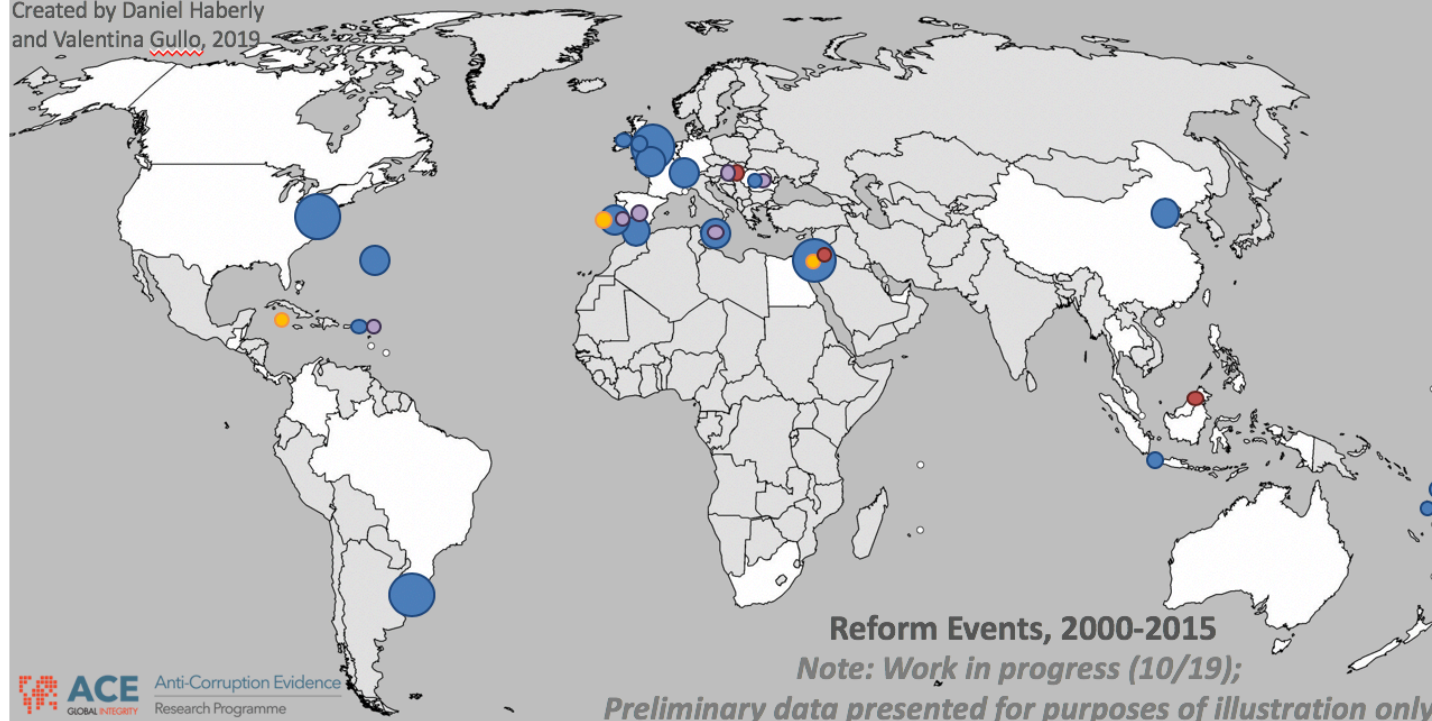 Created by Daniel Haberly
and Valentina Gullo, 2019
Reform Events, 2000-2015
Note: Work in progress (10/19);
Preliminary data presented for purposes of illustration only
ACE
GLOBAL INTEGRITY
Anti-Corruption Evidence
Research Programme